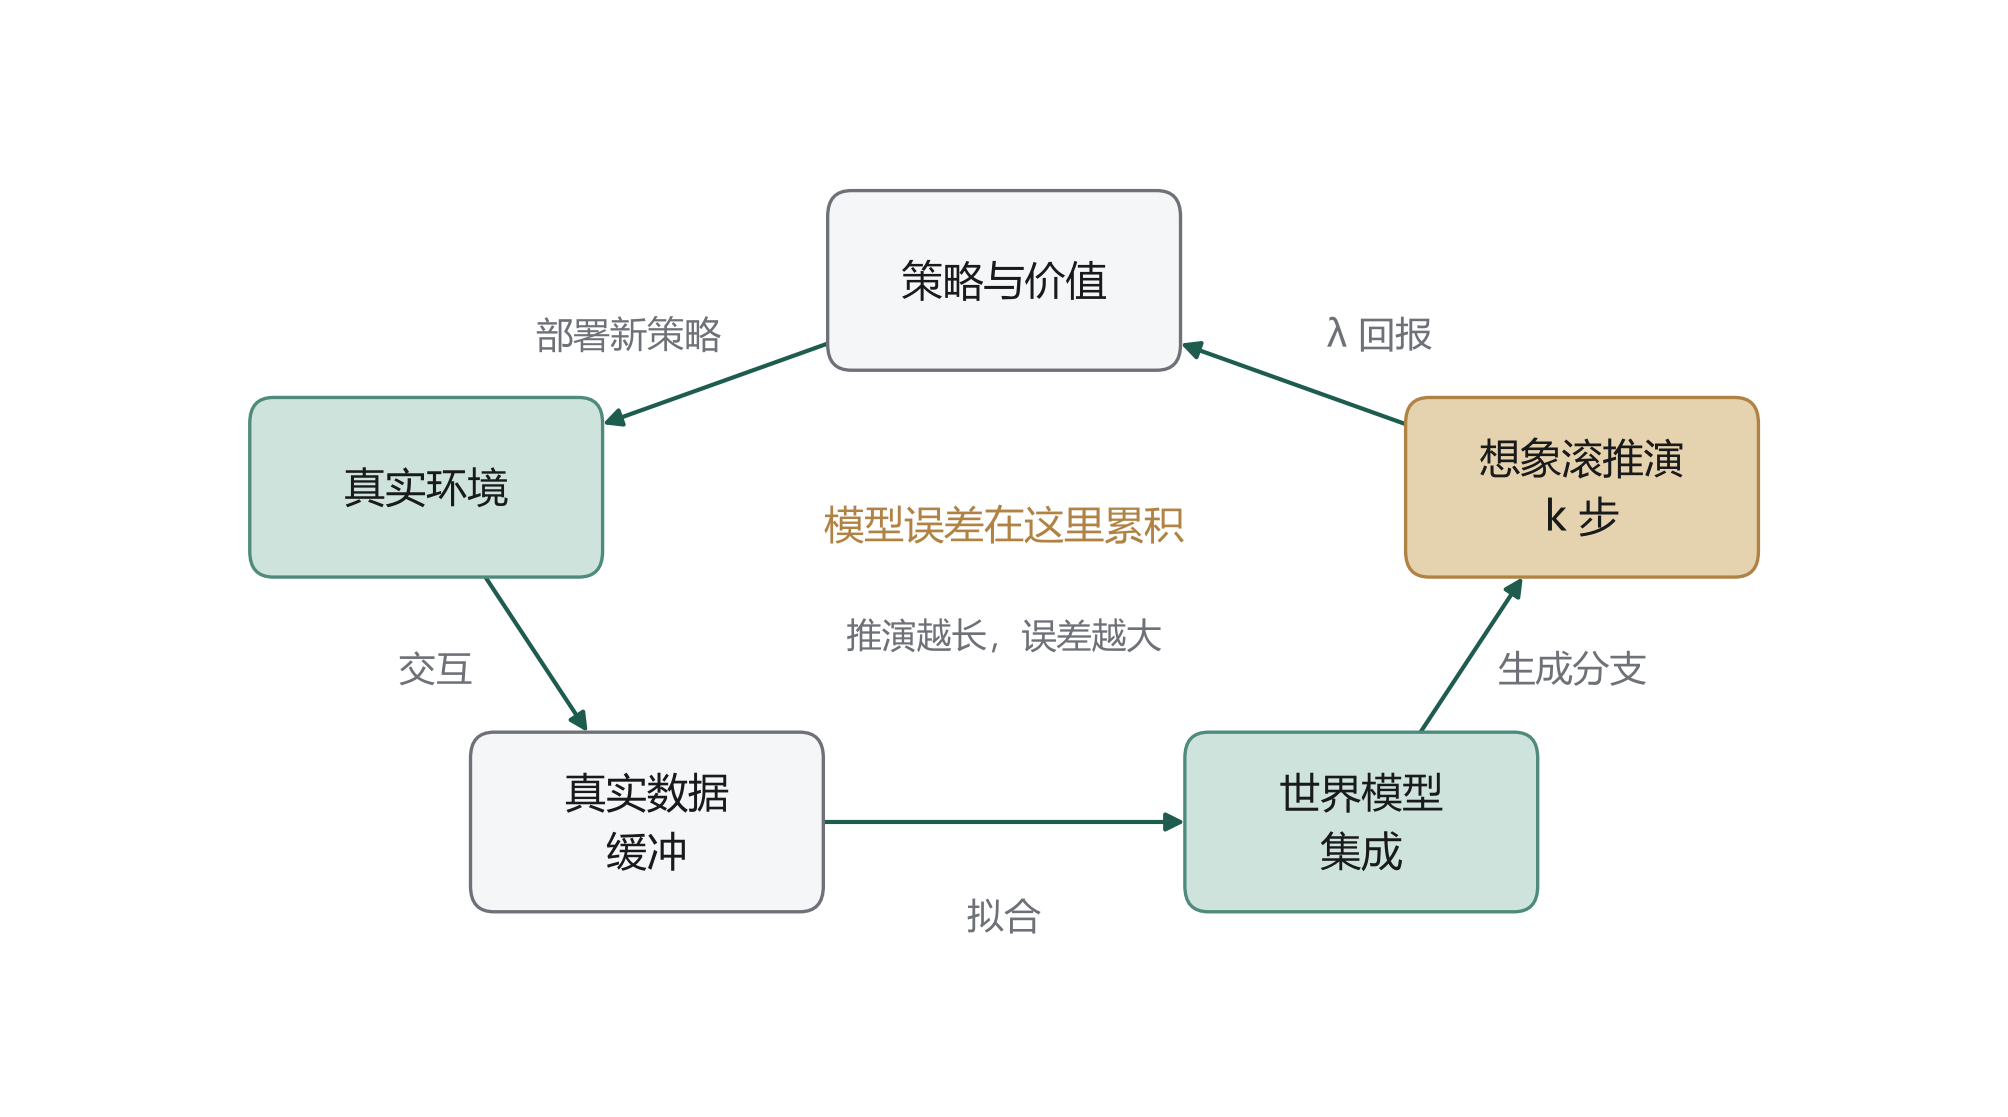 策略与价值
部署新策略
λ 回报
真实环境
想象滚推演
k 步
模型误差在这里累积
推演越长，误差越大
交互
生成分支
真实数据
缓冲
世界模型
集成
拟合